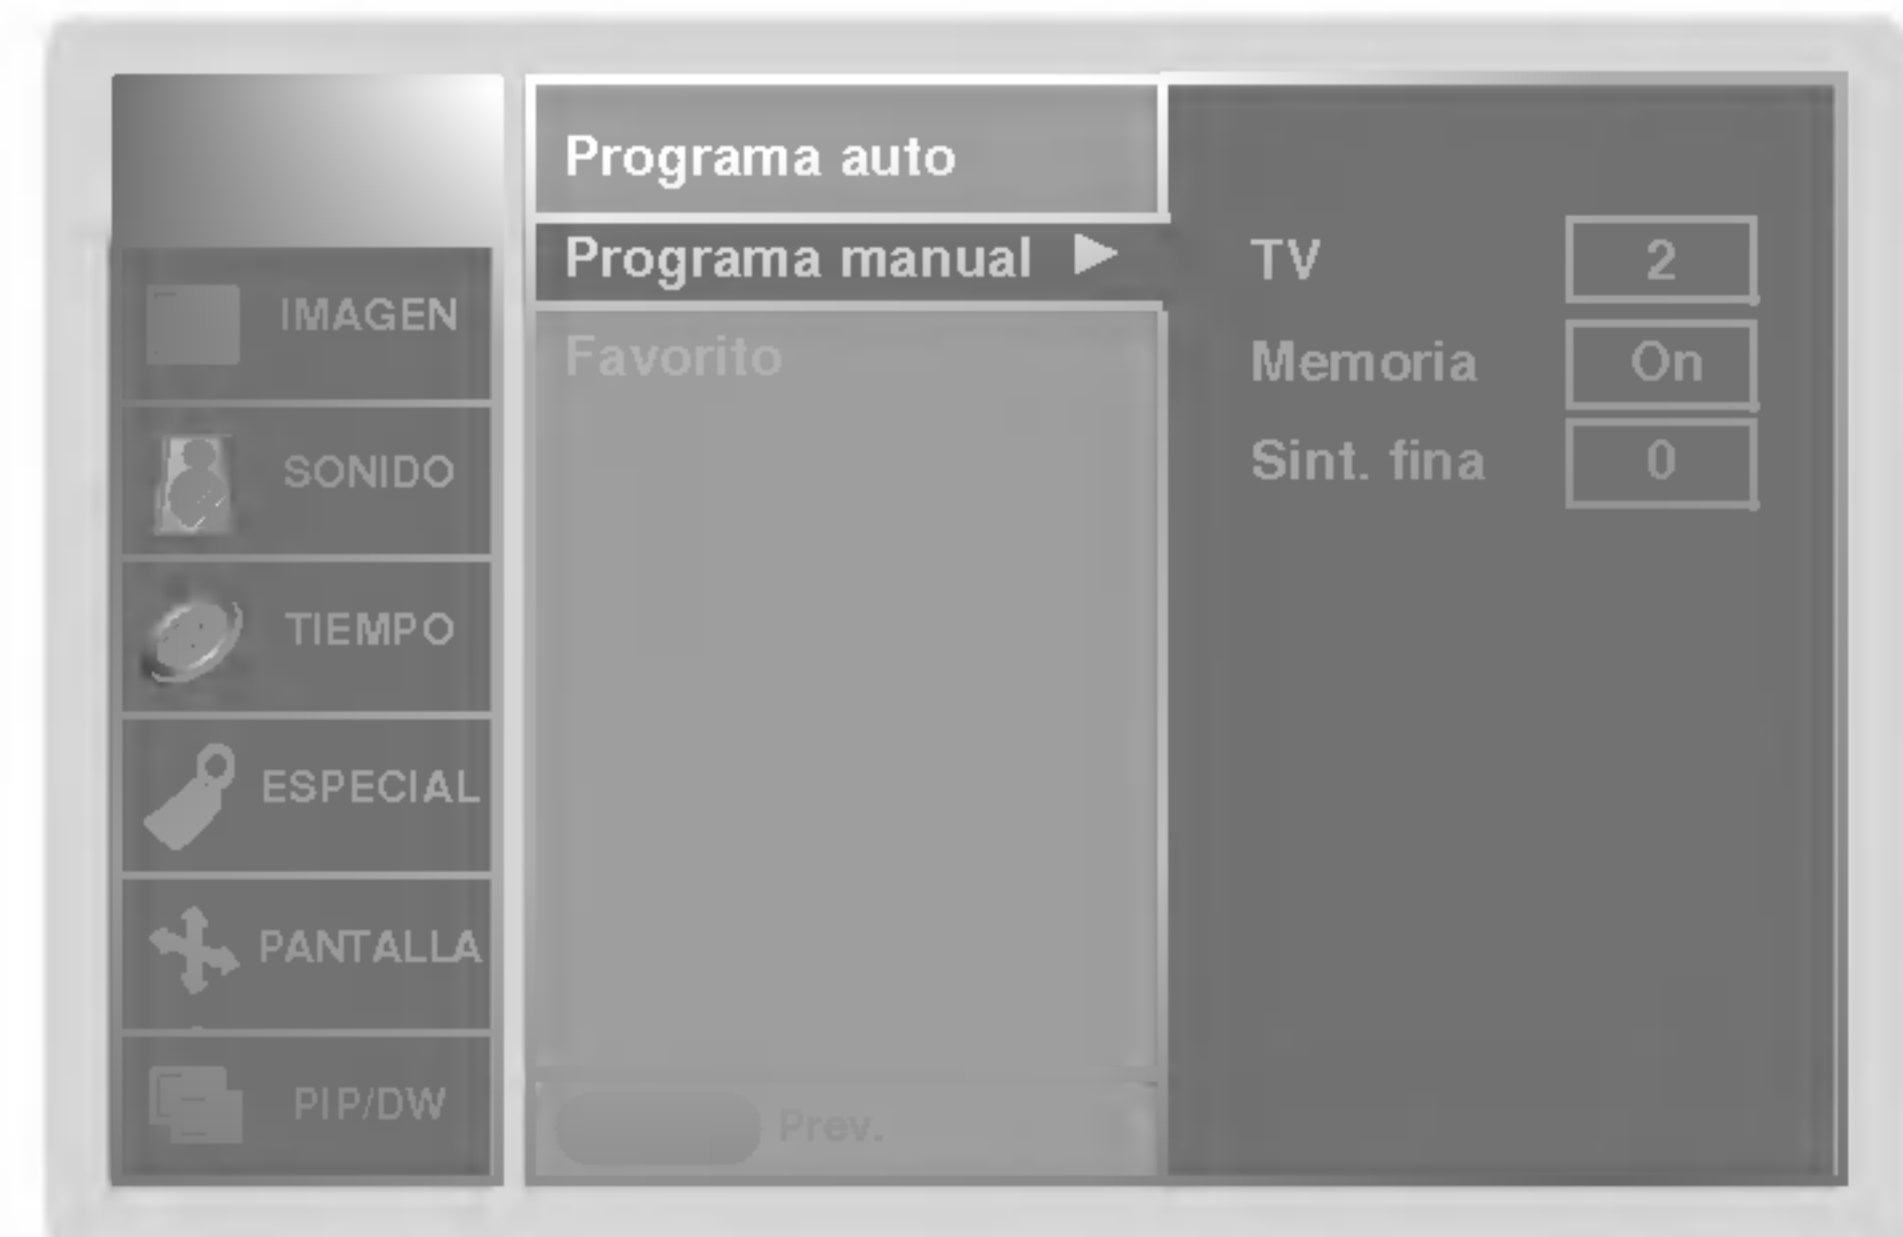 IMAGEN
SONIDO
TIEMPO
ESPECIAL
PANTALLA
PIP/DW
Programa auto
Programa manual ▶
Favorito
Prev.
TV 2
Memoria On
Sint. fina 0